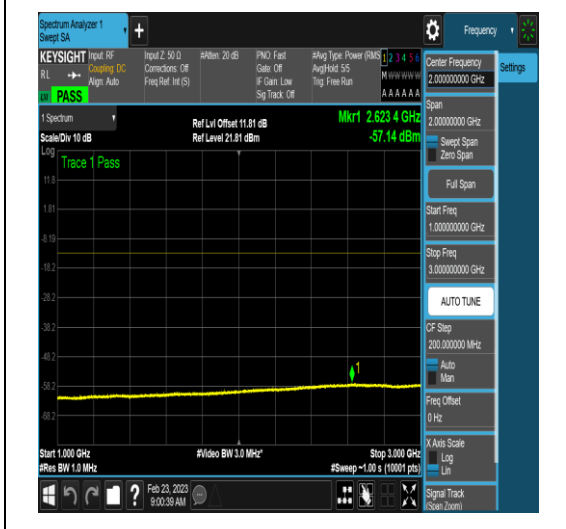 Spectrum Analyzer 1
Swept SA
+
Frequency
KEYSIGHT
RL
PASS
Input: RF
Coupling: DC
Align: Auto
Input Z: 50 Ω
Corrections: Off
Freq Ref: Int (S)
#Atten: 20 dB
PNO: Fast
Gate: Off
IF Gain: Low
Sig Track: Off
#Avg Type: Power (RMS
Avg|Hold: 5/5
Trig: Free Run
1 2 3 4 5 6
M W W W W W
A A A A A A
1 Spectrum
Scale/Div 10 dB
Ref Lvl Offset 11.81 dB
Ref Level 21.81 dBm
Mkr1 2.623 4 GHz
-57.14 dBm
Log
Trace 1 Pass
11.8
1.81
-8.19
-18.2
-28.2
-38.2
-48.2
-58.2
-68.2
1
Start 1.000 GHz
#Res BW 1.0 MHz
#Video BW 3.0 MHz*
Stop 3.000 GHz
#Sweep ~1.00 s (10001 pts)
Feb 23, 2023
9:00:39 AM
Center Frequency
2.000000000 GHz
Settings
Span
2.00000000 GHz
Swept Span
Zero Span
Full Span
Start Freq
1.000000000 GHz
Stop Freq
3.000000000 GHz
AUTO TUNE
CF Step
200.000000 MHz
Auto
Man
Freq Offset
0 Hz
X Axis Scale
Log
Lin
Signal Track
(Span Zoom)